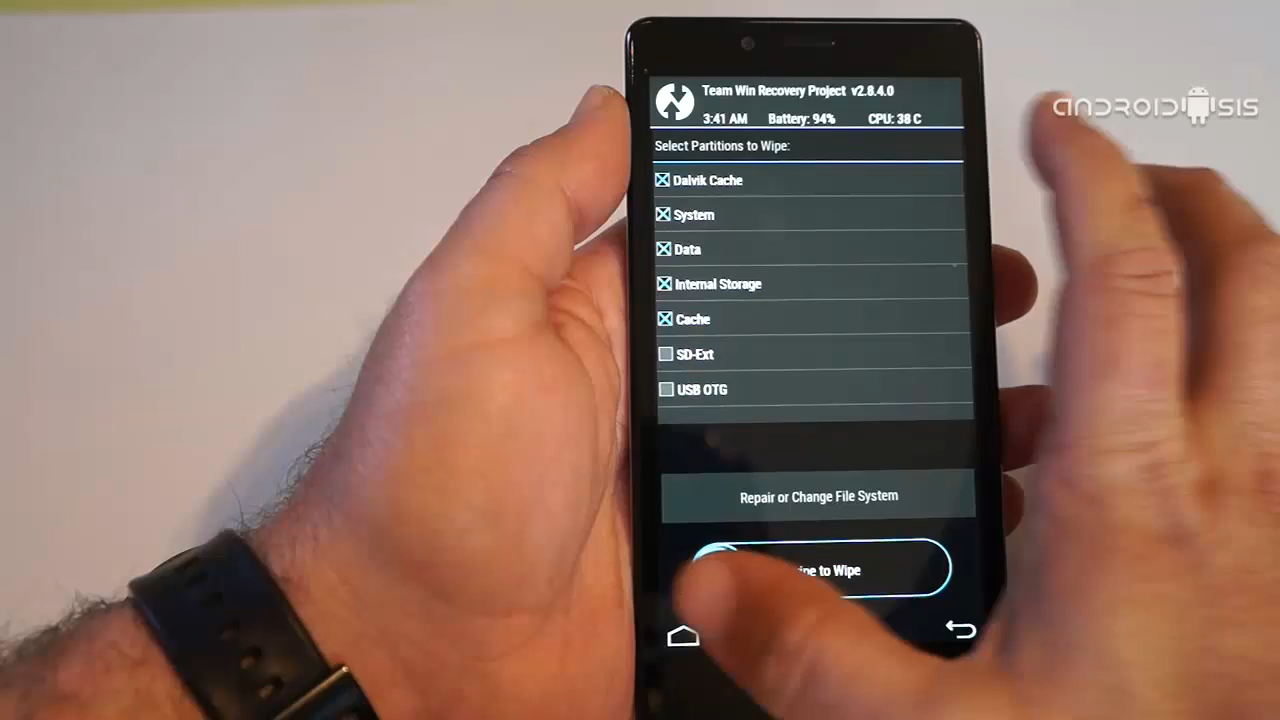 Team Win Recovery Project v2.8.4.0
3:41 AM Battery: 94% CPU: 38 C
ANDROIDSIS
Select Partitions to Wipe:
Dalvik Cache
System
Data
Internal Storage
Cache
SD-Ext
USB OTG
Repair or Change File System
to Wipe